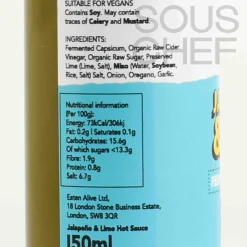 SOUS
CHEF
SUITABLE FOR VEGANS
Contains Soy. May contain
traces of Celery and Mustard.
INGREDIENTS:
Fermented Capsicum, Organic Raw Cider
Vinegar, Organic Raw Sugar, Preserved
Lime (Lime, Salt), Miso (Water, Soybean,
Rice, Salt) Salt, Onion, Oregano, Garlic.
Nutritional information
(Per 100g):
Energy: 73kCal/306kj
Fat: 0.2g | Saturates 0.1g
Carbohydrates: 15.6g
Of which sugars <13.3g
Fibre: 1.9g
Protein: 0.8g
Salt: 6.7g
Eaten Alive Ltd,
18 London Stone Business Estate,
London, SW8 3QR
Jalapeño & Lime Hot Sauce
150ml